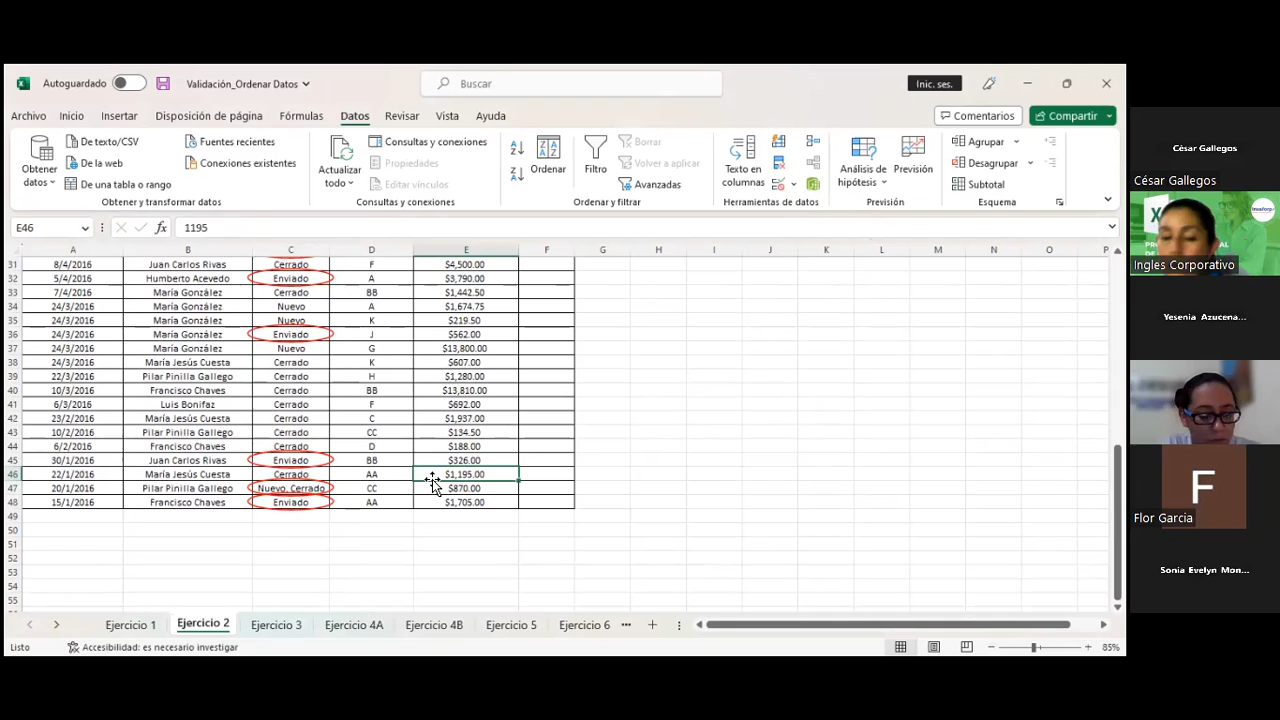 Autoguardado
Validación_Ordenar Datos
Buscar
Inic. ses.
Archivo Inicio Insertar Disposición de página Fórmulas Datos Revisar Vista Ayuda
Comentarios Compartir
Obtener datos
De texto/CSV
De la web
De una tabla o rango
Fuentes recientes
Conexiones existentes
Obtener y transformar datos
Actualizar todo
Consultas y conexiones
Propiedades
Editar vínculos
Consultas y conexiones
Ordenar
Filtro
Borrar
Volver a aplicar
Avanzadas
Ordenar y filtrar
Texto en columnas
Herramientas de datos
Análisis de hipótesis
Previsión
Previsión
Agrupar
Desagrupar
Subtotal
Esquema
E46 fx 1195
A B C D E F G H I J K L M N O P
31 8/4/2016 Juan Carlos Rivas Cerrado F $4,500.00
32 5/4/2016 Humberto Acevedo Enviado A $3,790.00
33 7/4/2016 María González Cerrado BB $1,442.50
34 24/3/2016 María González Nuevo A $1,674.75
35 24/3/2016 María González Nuevo K $219.50
36 24/3/2016 María González Enviado J $562.00
37 24/3/2016 María González Nuevo G $13,800.00
38 24/3/2016 María Jesús Cuesta Cerrado K $607.00
39 22/3/2016 Pilar Pinilla Gallego Cerrado H $1,280.00
40 10/3/2016 Francisco Chaves Cerrado BB $13,810.00
41 6/3/2016 Luis Bonifaz Cerrado F $692.00
42 23/2/2016 María Jesús Cuesta Cerrado C $1,937.00
43 10/2/2016 Pilar Pinilla Gallego Cerrado CC $134.50
44 6/2/2016 Francisco Chaves Cerrado D $188.00
45 30/1/2016 Juan Carlos Rivas Enviado BB $326.00
46 22/1/2016 María Jesús Cuesta Cerrado AA $1,195.00
47 20/1/2016 Pilar Pinilla Gallego Nuevo, Cerrado CC $870.00
48 15/1/2016 Francisco Chaves Enviado AA $1,705.00
49
50
51
52
53
54
55
Ejercicio 1 Ejercicio 2 Ejercicio 3 Ejercicio 4A Ejercicio 4B Ejercicio 5 Ejercicio 6
Listo
Accesibilidad: es necesario investigar
85%
César Gallegos
César Gallegos
Ingles Corporativo
Yesenia Azucena...
F
Flor Garcia
Sonia Evelyn Mon...